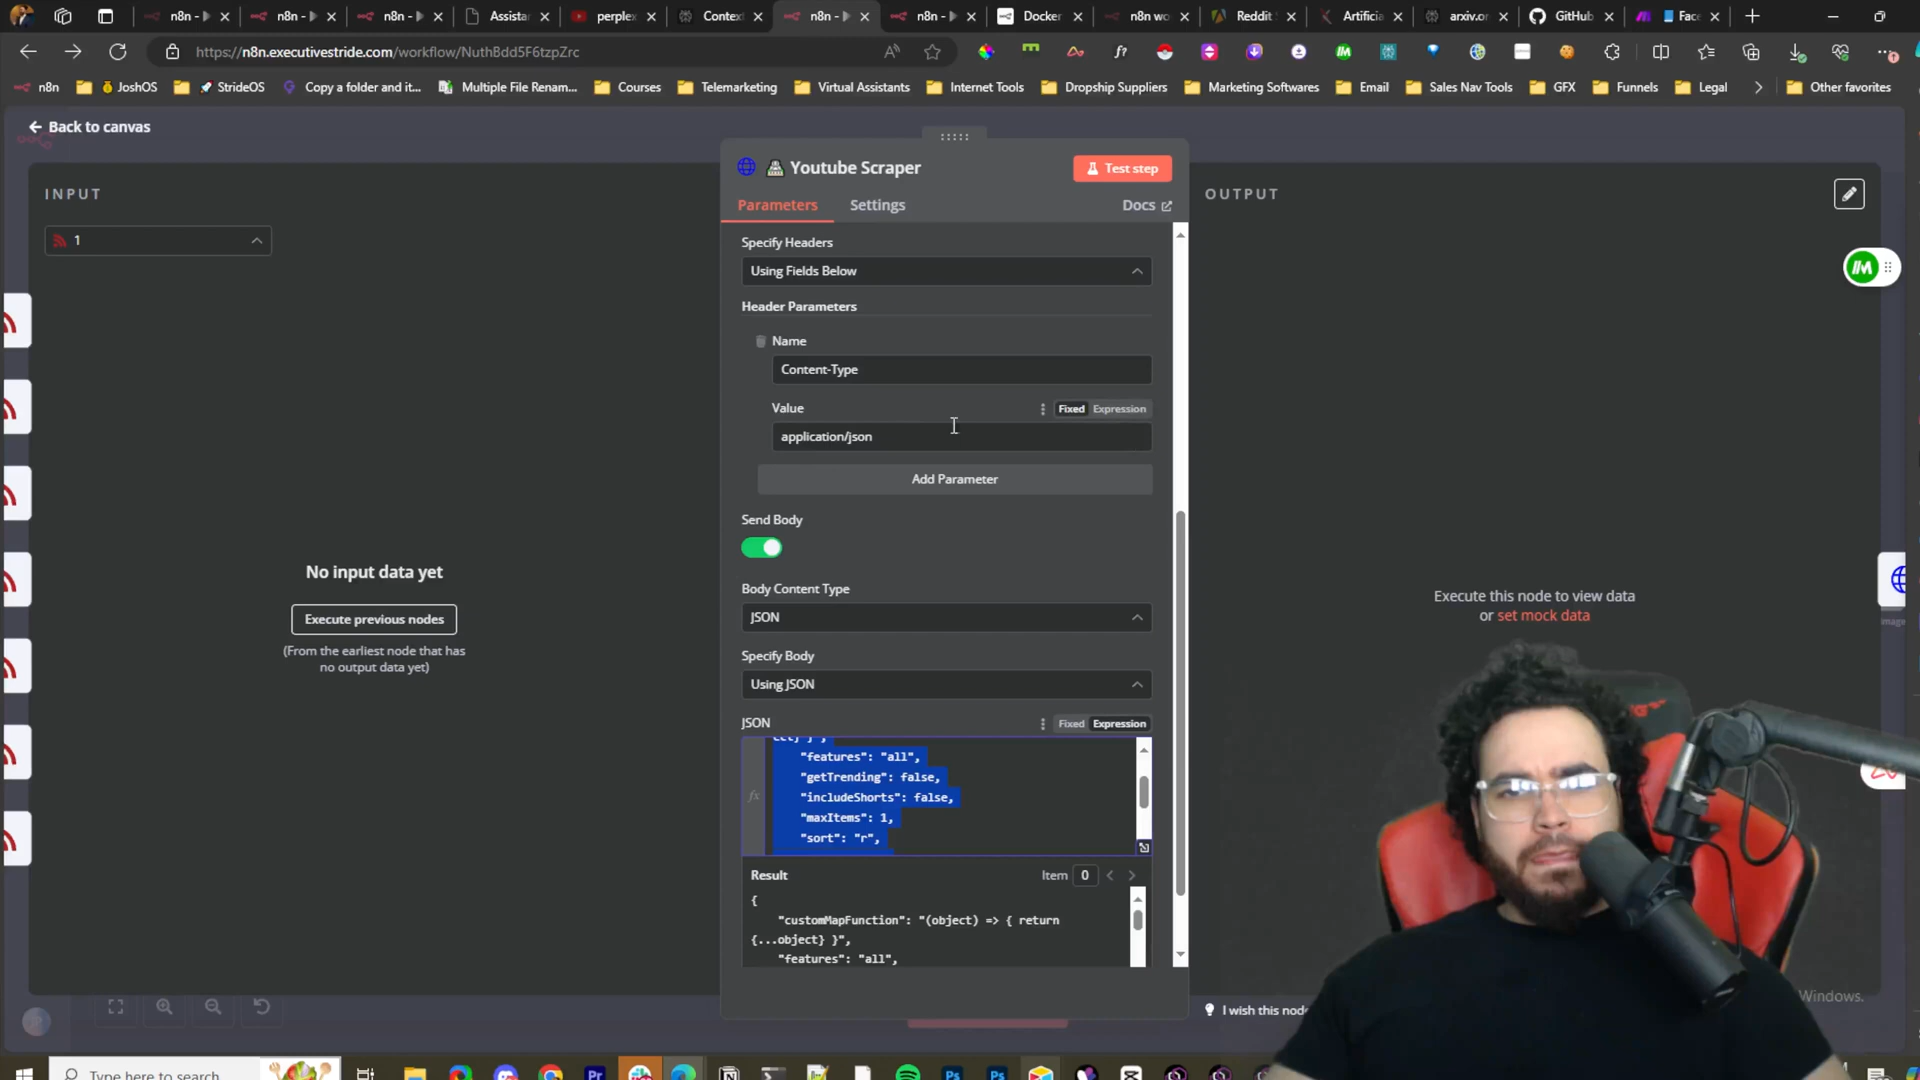 n8n -
n8n -
n8n -
Assistan
perplex
Context
n8n -
n8n -
Docker
n8n wo
Reddit
Artificia
arxiv.or
GitHub
Face
https://n8n.executivestride.com/workflow/NuthBdd5F6tzpZrc
n8n
JoshOS
StrideOS
Copy a folder and it...
Multiple File Renam...
Courses
Telemarketing
Virtual Assistants
Internet Tools
Dropship Suppliers
Marketing Softwares
Email
Sales Nav Tools
GFX
Funnels
Legal
Other favorites
Back to canvas
INPUT
1
No input data yet
Execute previous nodes
(From the earliest node that has
no output data yet)
Youtube Scraper
Test step
Parameters
Settings
Docs
Specify Headers
Using Fields Below
Header Parameters
Name
Content-Type
Value
Fixed Expression
application/json
Add Parameter
Send Body
Body Content Type
JSON
Specify Body
Using JSON
JSON
Fixed Expression
fx
"features": "all",
"getTrending": false,
"includeShorts": false,
"maxItems": 1,
"sort": "r",
Result
Item 0
{
"customMapFunction": "(object) => { return
{...object} }",
"features": "all",
OUTPUT
Execute this node to view data
or set mock data
I wish this node
Windows.
Type here to search